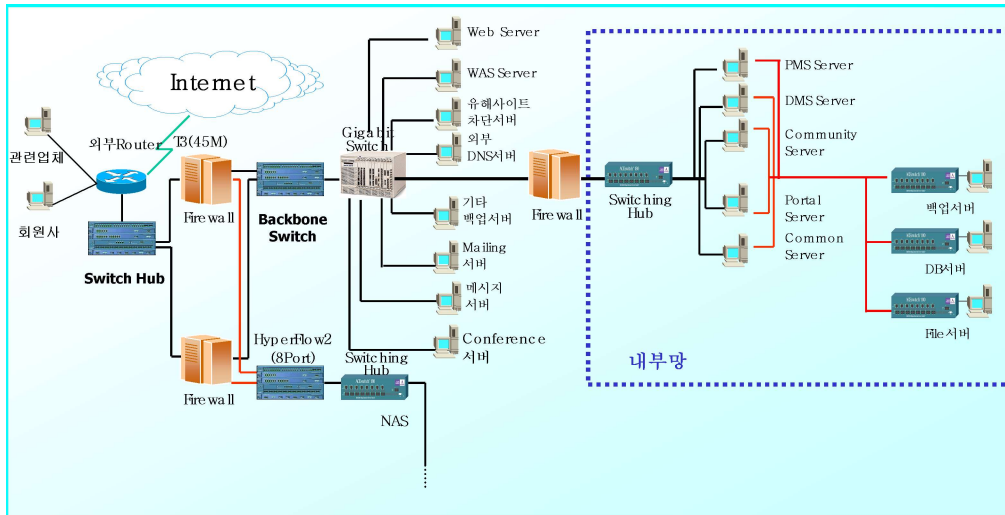 Internet
관련업체
회원사
외부Router
T3(45M)
Switch Hub
Firewall
Firewall
Backbone
Switch
HyperFlow2
(8Port)
Switching
Hub
NAS
Gigabit
Switch
Web Server
WAS Server
유해사이트
차단서버
외부
DNS서버
기타
백업서버
Mailing
서버
메시지
서버
Conference
서버
Firewall
Switching
Hub
PMS Server
DMS Server
Community
Server
Portal
Server
Common
Server
백업서버
DB서버
File서버
내부망